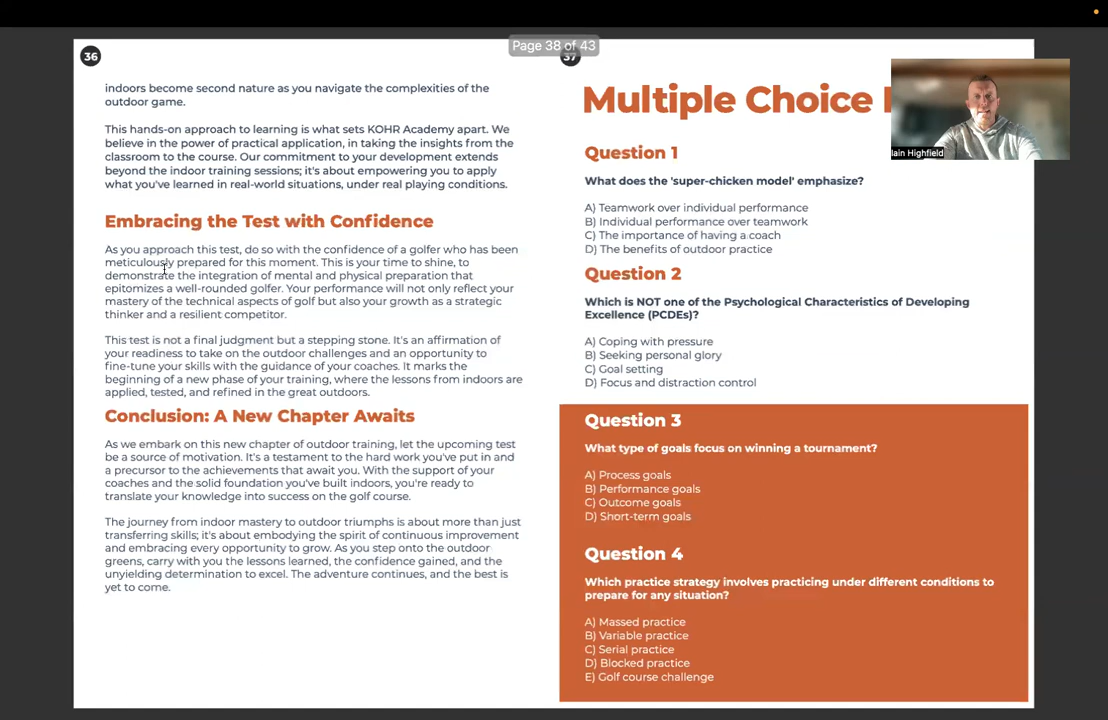 Page 38 of 43
36
indoors become second nature as you navigate the complexities of the
outdoor game.
This hands-on approach to learning is what sets KOHR Academy apart. We
believe in the power of practical application, in taking the insights from the
classroom to the course. Our commitment to your development extends
beyond the indoor training sessions; it's about empowering you to apply
what you've learned in real-world situations, under real playing conditions.
Embracing the Test with Confidence
As you approach this test, do so with the confidence of a golfer who has been
meticulously prepared for this moment. This is your time to shine, to
demonstrate the integration of mental and physical preparation that
epitomizes a well-rounded golfer. Your performance will not only reflect your
mastery of the technical aspects of golf but also your growth as a strategic
thinker and a resilient competitor.
This test is not a final judgment but a stepping stone. It's an affirmation of
your readiness to take on the outdoor challenges and an opportunity to
fine-tune your skills with the guidance of your coaches. It marks the
beginning of a new phase of your training, where the lessons from indoors are
applied, tested, and refined in the great outdoors.
Conclusion: A New Chapter Awaits
As we embark on this new chapter of outdoor training, let the upcoming test
be a source of motivation. It's a testament to the hard work you've put in and
a precursor to the achievements that await you. With the support of your
coaches and the solid foundation you've built indoors, you're ready to
translate your knowledge into success on the golf course.
The journey from indoor mastery to outdoor triumphs is about more than just
transferring skills; it's about embodying the spirit of continuous improvement
and embracing every opportunity to grow. As you step onto the outdoor
greens, carry with you the lessons learned, the confidence gained, and the
unyielding determination to excel. The adventure continues, and the best is
yet to come.
37
Multiple Choice
Iain Highfield
Question 1
What does the 'super-chicken model' emphasize?
A) Teamwork over individual performance
B) Individual performance over teamwork
C) The importance of having a coach
D) The benefits of outdoor practice
Question 2
Which is NOT one of the Psychological Characteristics of Developing
Excellence (PCDEs)?
A) Coping with pressure
B) Seeking personal glory
C) Goal setting
D) Focus and distraction control
Question 3
What type of goals focus on winning a tournament?
A) Process goals
B) Performance goals
C) Outcome goals
D) Short-term goals
Question 4
Which practice strategy involves practicing under different conditions to
prepare for any situation?
A) Massed practice
B) Variable practice
C) Serial practice
D) Blocked practice
E) Golf course challenge